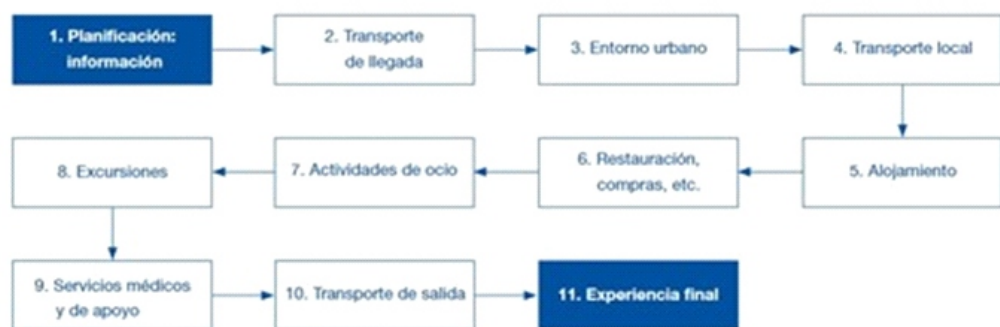 1. Planificación:
información
2. Transporte
de llegada
3. Entorno urbano
4. Transporte local
5. Alojamiento
6. Restauración,
compras, etc.
7. Actividades de ocio
8. Excursiones
9. Servicios médicos
y de apoyo
10. Transporte de salida
11. Experiencia final